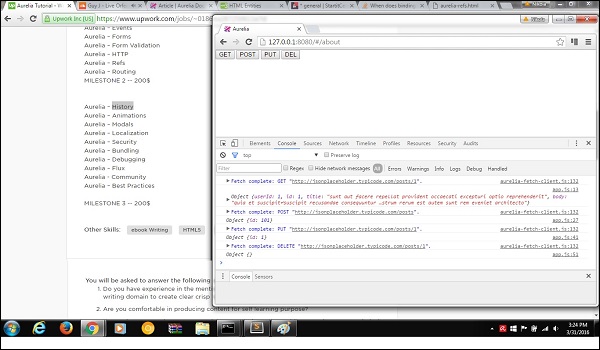 Aurelia Tutorial
Guy J - Live
Article | Aurelia Do
HTML Entities
* general | StartitCo
When does bindin
aurelia-refs.html
Upwork Inc [US]
https://www.upwork.com/jobs/~018
Aurelia – Events
Aurelia – Forms
Aurelia – Form Validation
Aurelia – HTTP
Aurelia – Refs
Aurelia – Routing
MILESTONE 2 -- 200$
Aurelia – History
Aurelia – Animations
Aurelia – Modals
Aurelia – Localization
Aurelia – Security
Aurelia – Bundling
Aurelia – Debugging
Aurelia – Flux
Aurelia – Community
Aurelia – Best Practices
MILESTONE 3 -- 200$
Other Skills: ebook Writing HTML5
You will be asked to answer the following
1. Do you have experience in the menti
writing domain to create clear crisp
2. Are you comfortable in producing content for self learning purpose?
Aurelia
127.0.0.1:8080/#/about
GET POST PUT DEL
Elements Console Sources Network Timeline Profiles Resources Security Audits
top Preserve log
Filter Regex Hide network messages All Errors Warnings Info Logs Debug Handled
Fetch complete: GET "http://jsonplaceholder.typicode.com/posts/1". aurelia-fetch-client.js:132
app.js:13
Object {userId: 1, id: 1, title: "sunt aut facere repellat provident occaecati excepturi optio reprehenderit", body:
"quia et suscipit↵suscipit recusandae consequuntur …strum rerum est autem sunt rem eveniet architecto"}
Fetch complete: POST "http://jsonplaceholder.typicode.com/posts". aurelia-fetch-client.js:132
Object {id: 101} app.js:27
Fetch complete: PUT "http://jsonplaceholder.typicode.com/posts/1". aurelia-fetch-client.js:132
Object {id: 1} app.js:41
Fetch complete: DELETE "http://jsonplaceholder.typicode.com/posts/1". aurelia-fetch-client.js:132
Object {} app.js:51
Console Sensors
3:24 PM
3/31/2016